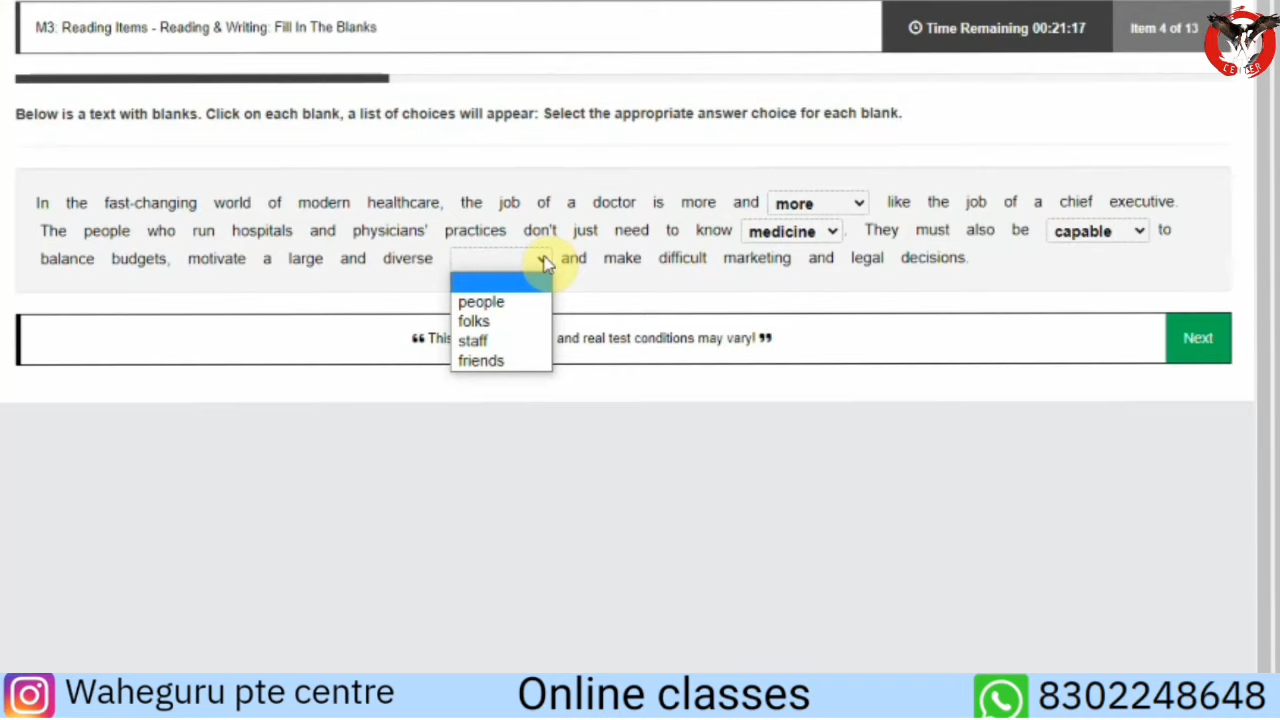 M3: Reading Items - Reading & Writing: Fill In The Blanks
Time Remaining 00:21:17
Item 4 of 13
CENTER
Below is a text with blanks. Click on each blank, a list of choices will appear: Select the appropriate answer choice for each blank.
In the fast-changing world of modern healthcare, the job of a doctor is more and more like the job of a chief executive.
The people who run hospitals and physicians' practices don't just need to know medicine . They must also be capable to
balance budgets, motivate a large and diverse and make difficult marketing and legal decisions.
people
folks
staff
friends
❝ This and real test conditions may vary! ❞
Next
Waheguru pte centre
Online classes
8302248648